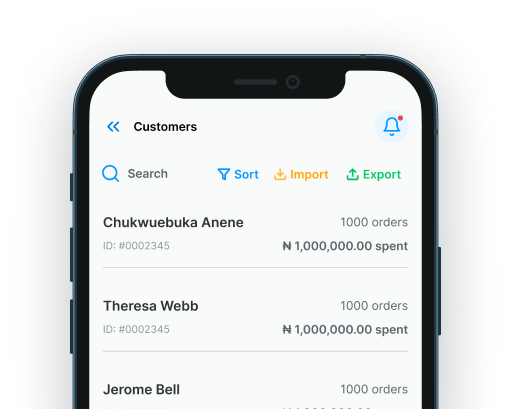 Customers
Search Sort Import Export
Chukwuebuka Anene 1000 orders
ID: #0002345 ₦ 1,000,000.00 spent
Theresa Webb 1000 orders
ID: #0002345 ₦ 1,000,000.00 spent
Jerome Bell 1000 orders